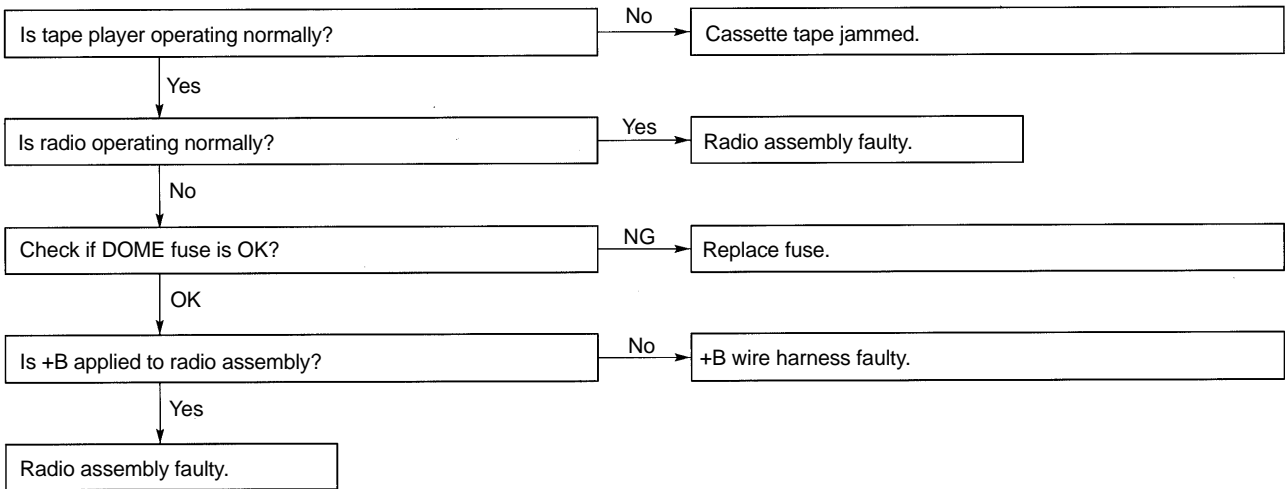 Is tape player operating normally?
No
Cassette tape jammed.
Yes
Is radio operating normally?
Yes
Radio assembly faulty.
No
Check if DOME fuse is OK?
NG
Replace fuse.
OK
Is +B applied to radio assembly?
No
+B wire harness faulty.
Yes
Radio assembly faulty.